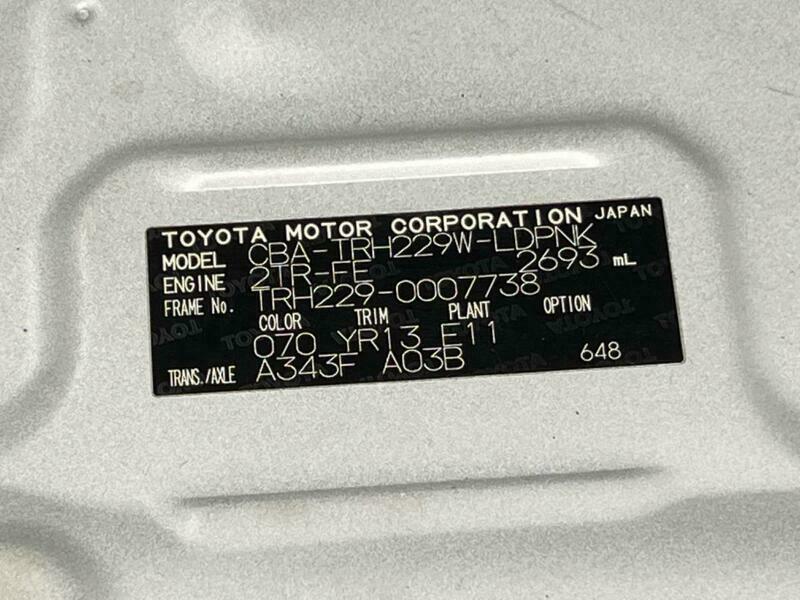 TOYOTA MOTOR CORPORATION JAPAN
MODEL CBA-TRH229W-LDPNK
ENGINE 2TR-FE 2693 mL
FRAME No. TRH229-0007738
COLOR TRIM PLANT OPTION
070 YR13 E11
TRANS./AXLE A343F A03B 648